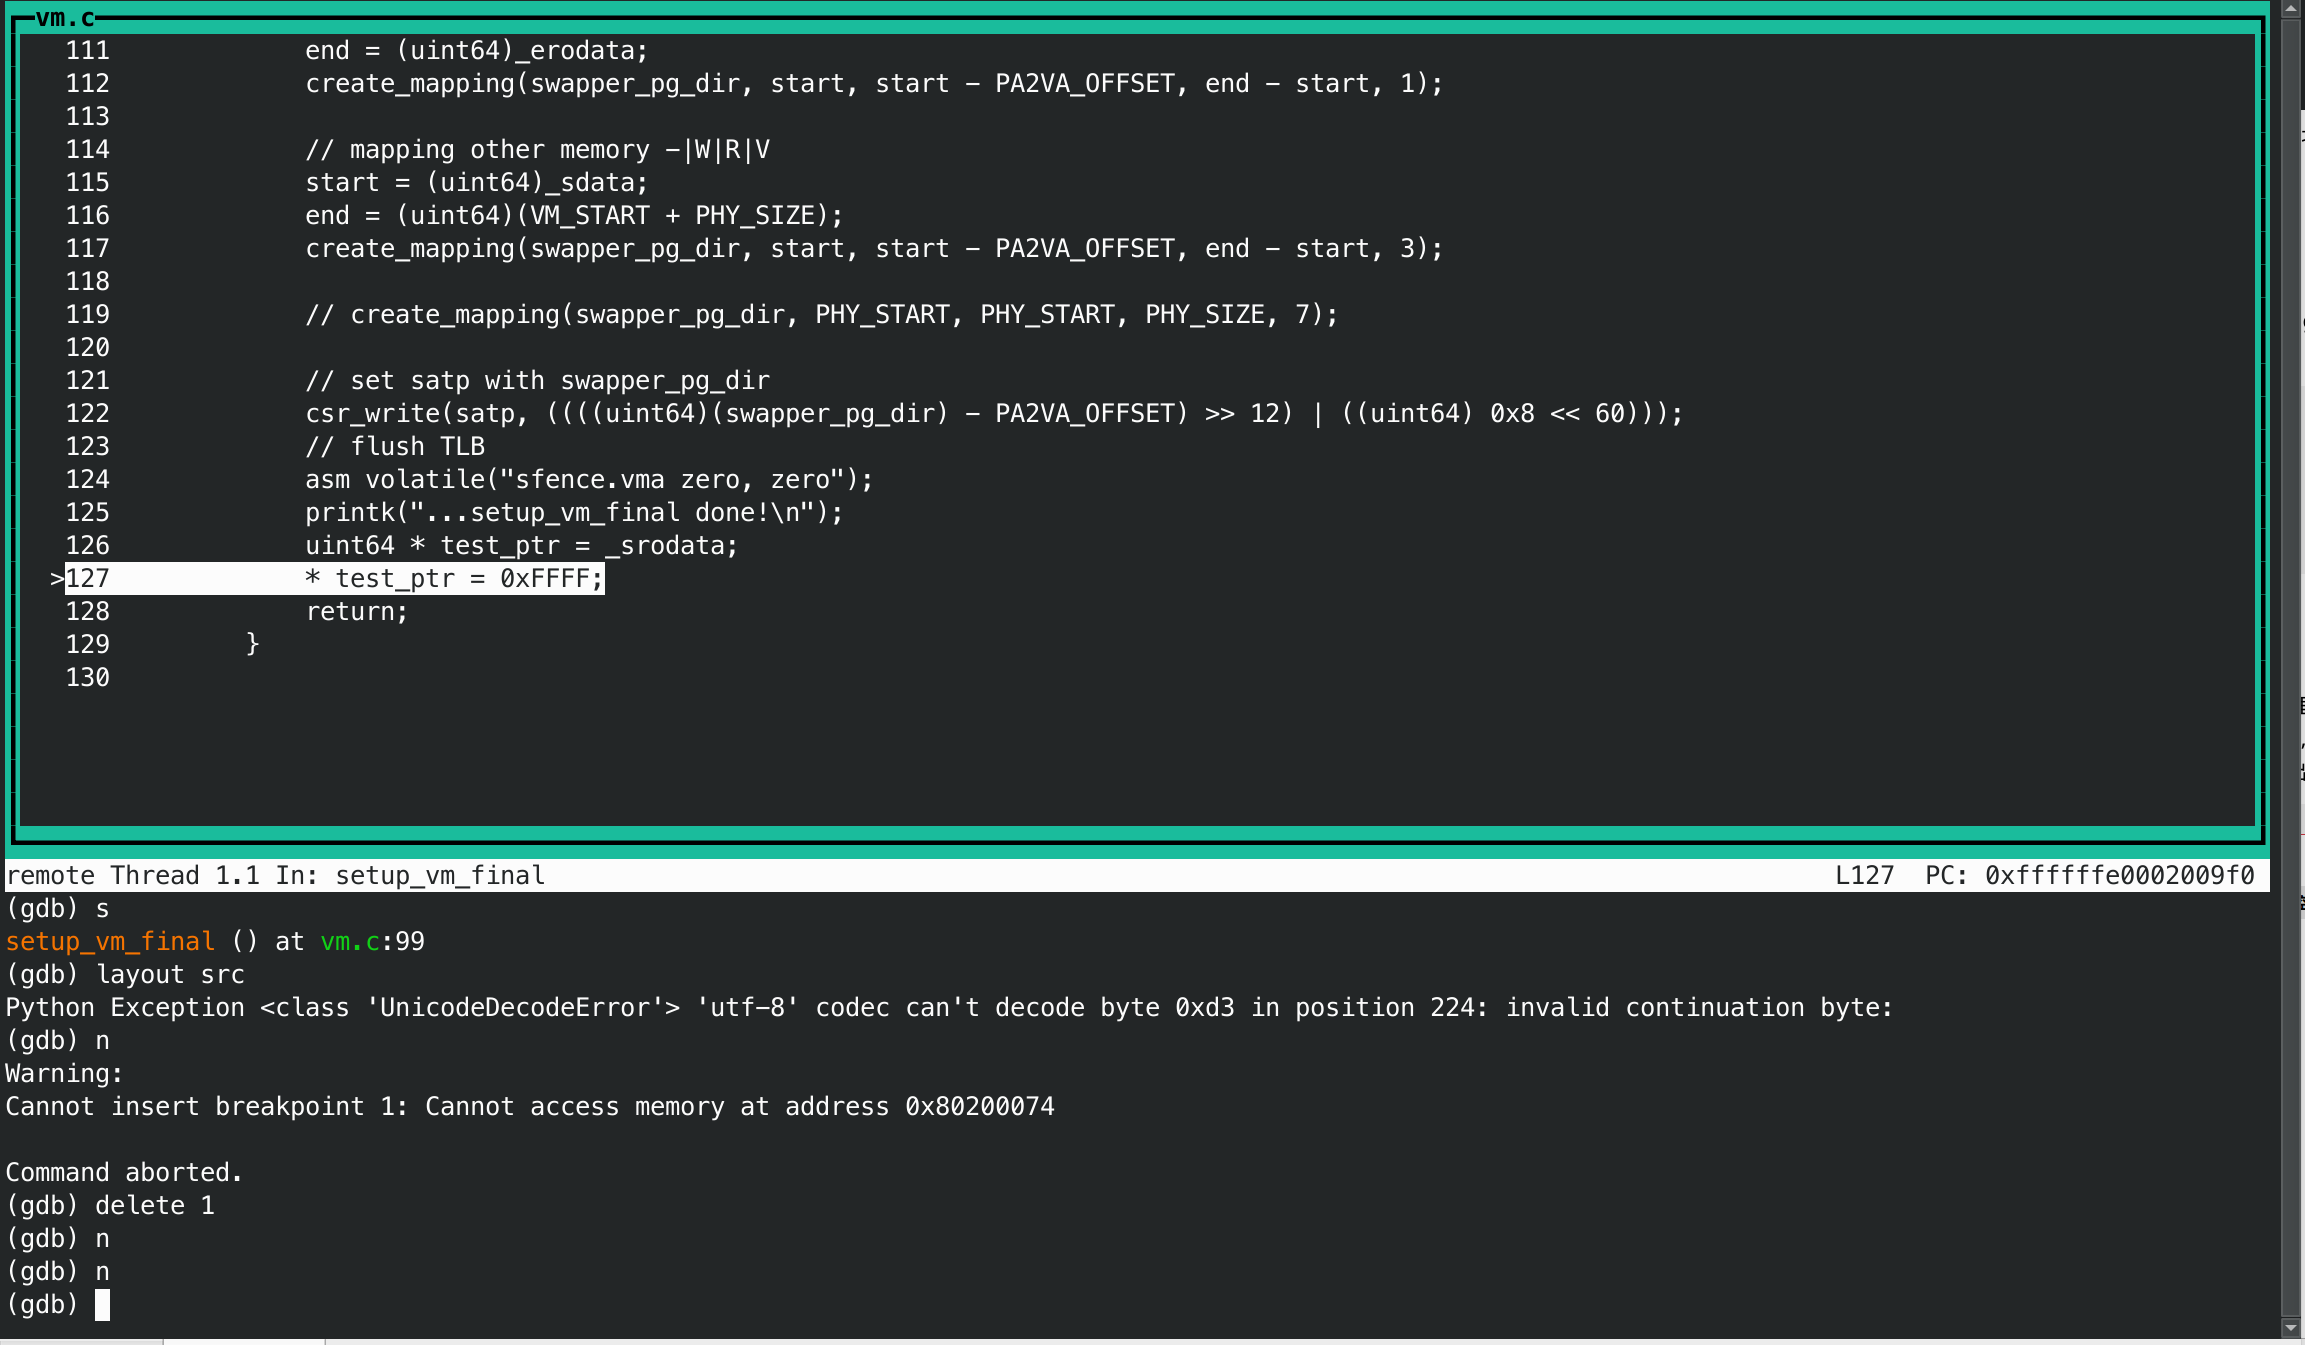 vm.c
111             end = (uint64)_erodata;
112             create_mapping(swapper_pg_dir, start, start - PA2VA_OFFSET, end - start, 1);
113
114             // mapping other memory -|W|R|V
115             start = (uint64)_sdata;
116             end = (uint64)(VM_START + PHY_SIZE);
117             create_mapping(swapper_pg_dir, start, start - PA2VA_OFFSET, end - start, 3);
118
119             // create_mapping(swapper_pg_dir, PHY_START, PHY_START, PHY_SIZE, 7);
120
121             // set satp with swapper_pg_dir
122             csr_write(satp, ((((uint64)(swapper_pg_dir) - PA2VA_OFFSET) >> 12) | ((uint64) 0x8 << 60)));
123             // flush TLB
124             asm volatile("sfence.vma zero, zero");
125             printk("...setup_vm_final done!\n");
126             uint64 * test_ptr = _srodata;
>127             * test_ptr = 0xFFFF;
128             return;
129         }
130
remote Thread 1.1 In: setup_vm_final L127 PC: 0xffffffe0002009f0
(gdb) s
setup_vm_final () at vm.c:99
(gdb) layout src
Python Exception <class 'UnicodeDecodeError'> 'utf-8' codec can't decode byte 0xd3 in position 224: invalid continuation byte:
(gdb) n
Warning:
Cannot insert breakpoint 1: Cannot access memory at address 0x80200074

Command aborted.
(gdb) delete 1
(gdb) n
(gdb) n
(gdb)